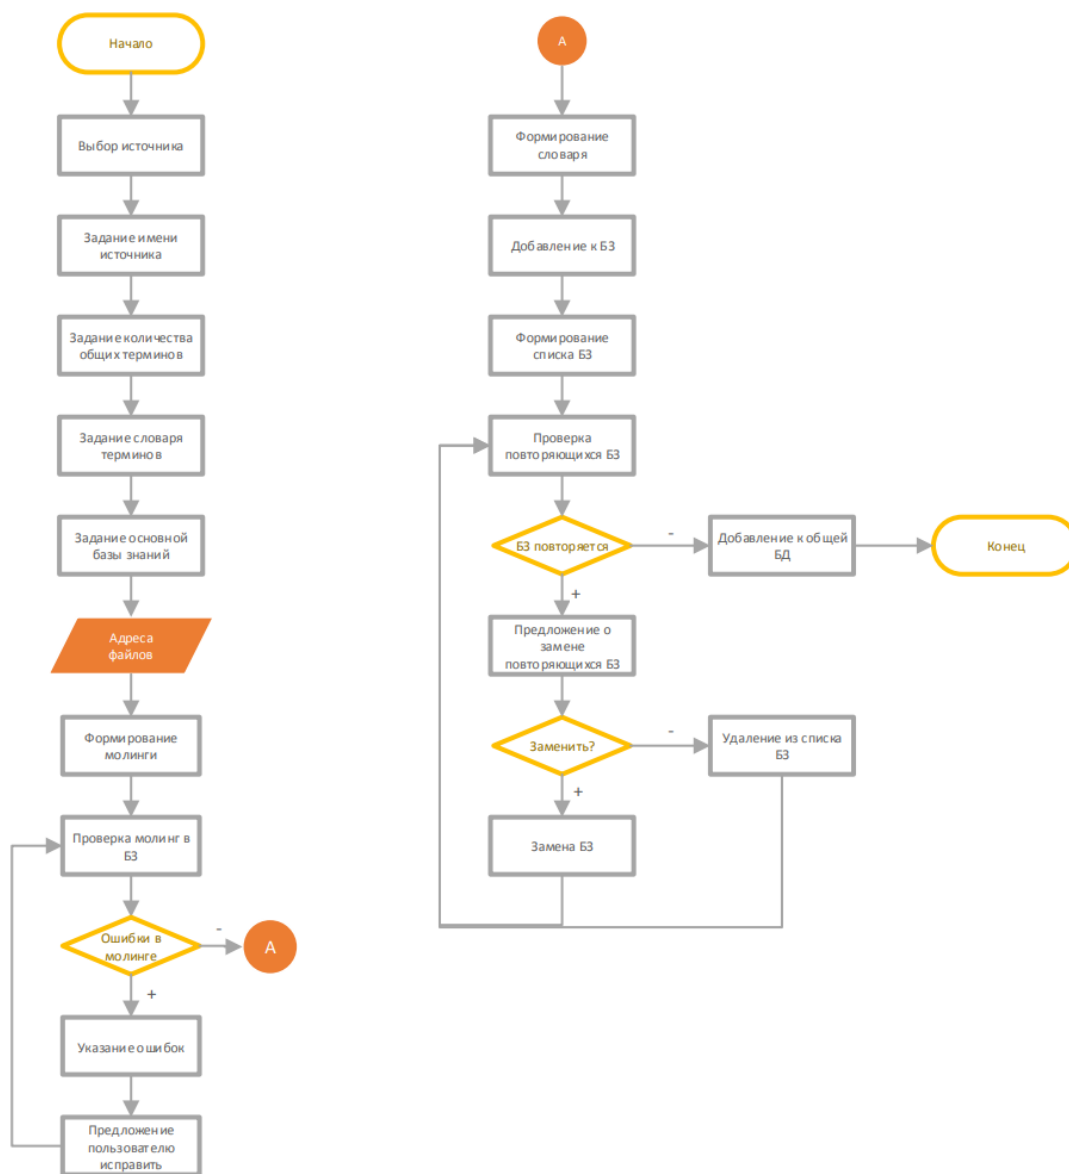 Начало
Выбор источника
Задание имени
источника
Задание количества
общих терминов
Задание словаря
терминов
Задание основной
базы знаний
Адреса
файлов
Формирование
молинги
Проверка молинг в
БЗ
Ошибки в
молинге
-
А
+
Указание ошибок
Предложение
пользователю
исправить
А
Формирование
словаря
Добавление к БЗ
Формирование
списка БЗ
Проверка
повторяющихся БЗ
БЗ повторяется
-
Добавление к общей
БД
Конец
+
Предложение о
замене
повторяющихся БЗ
Заменить?
-
Удаление из списка
БЗ
+
Замена БЗ